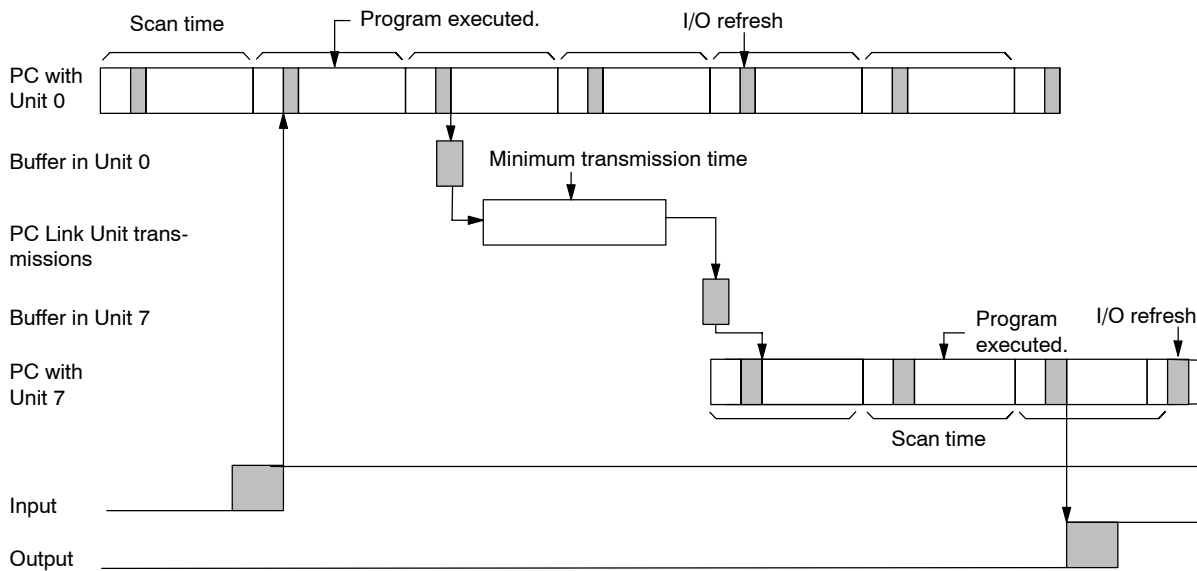 Scan time
Program executed.
I/O refresh
PC with
Unit 0
Buffer in Unit 0
Minimum transmission time
PC Link Unit trans-
missions
Buffer in Unit 7
Program
executed.
I/O refresh
PC with
Unit 7
Scan time
Input
Output